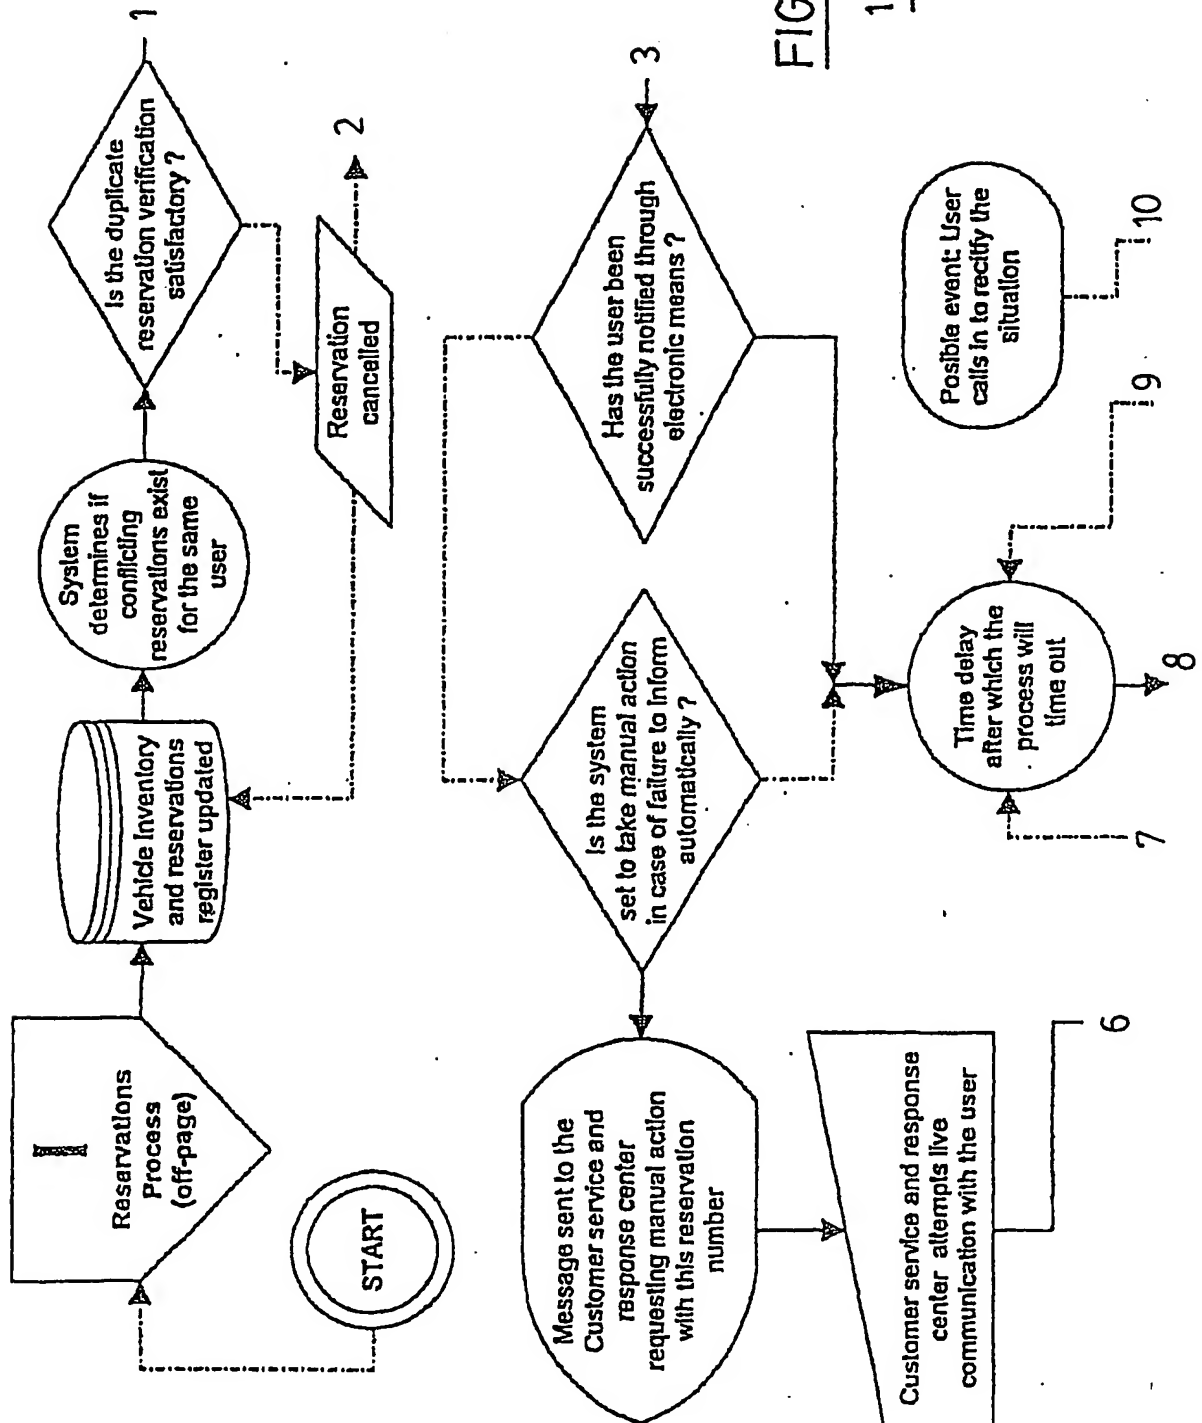 I
Reservations
Process
(off-page)
START
Vehicle Inventory
and reservations
register updated
System
determines if
conflicting
reservations exist
for the same
user
Is the duplicate
reservation verification
satisfactory ?
1
Reservation
cancelled
2
Message sent to the
Customer service and
response center
requesting manual action
with this reservation
number
Is the system
set to take manual action
in case of failure to inform
automatically ?
Has the user been
successfully notified through
electronic means ?
3
Customer service and response
center attempts live
communication with the user
6
Time delay
after which the
process will
time out
7
8
9
Posible event: User
calls in to recitfy the
situation
10
FIG
1